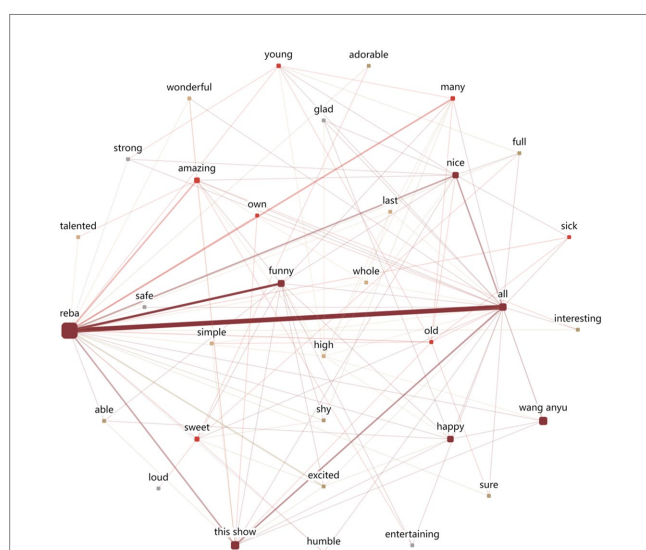 young
adorable
wonderful
many
glad
strong
full
nice
amazing
own
last
talented
sick
funny
whole
safe
all
reba
interesting
simple
old
high
able
wang anyu
shy
sweet
happy
loud
excited
sure
this show
entertaining
humble